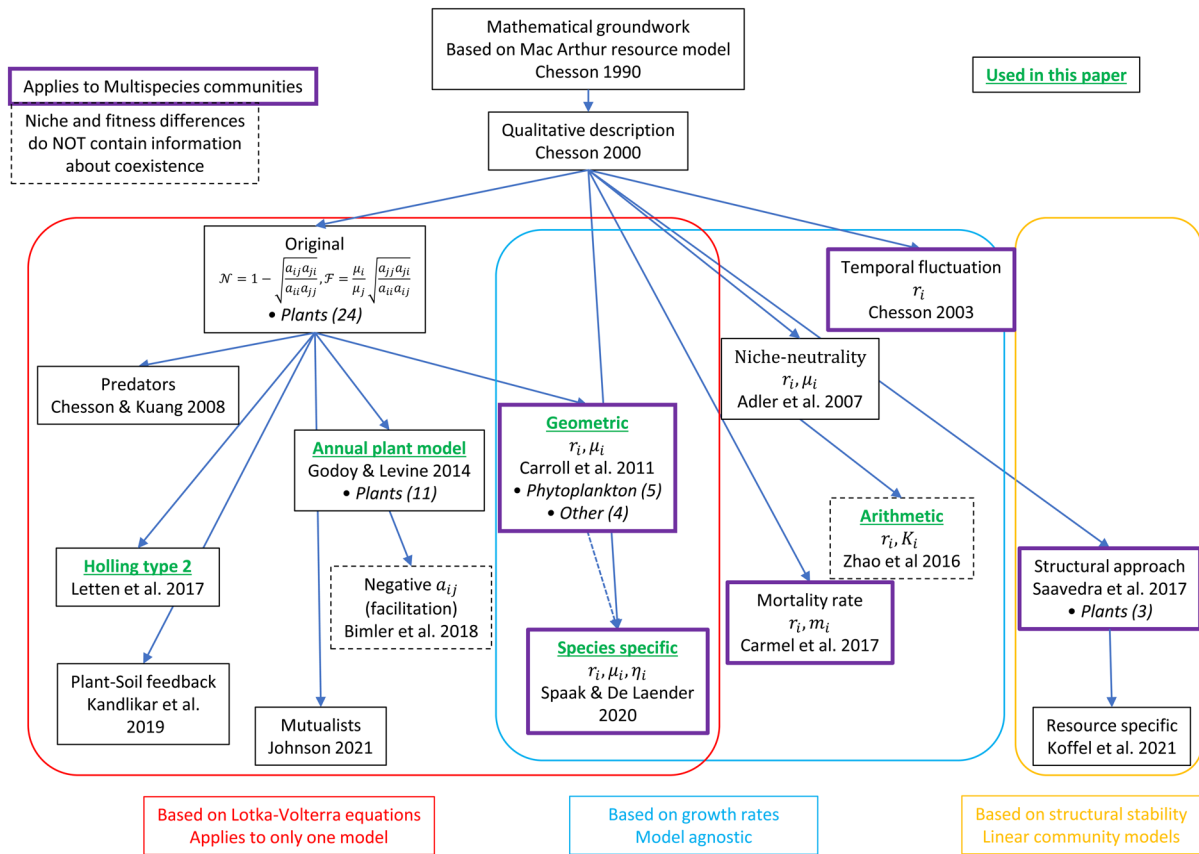 Mathematical groundwork
Based on Mac Arthur resource model
Chesson 1990
Applies to Multispecies communities
Used in this paper
Niche and fitness differences
do NOT contain information
about coexistence
Qualitative description
Chesson 2000
Original
𝒩 = 1 − √(a_ij a_ji / a_ii a_jj), ℱ = μ_i/μ_j √(a_jj a_ji / a_ii a_ij)
• Plants (24)
Temporal fluctuation
r_i
Chesson 2003
Predators
Chesson & Kuang 2008
Niche-neutrality
r_i, μ_i
Adler et al. 2007
Annual plant model
Godoy & Levine 2014
• Plants (11)
Geometric
r_i, μ_i
Carroll et al. 2011
• Phytoplankton (5)
• Other (4)
Arithmetic
r_i, K_i
Zhao et al 2016
Holling type 2
Letten et al. 2017
Negative a_ij
(facilitation)
Bimler et al. 2018
Structural approach
Saavedra et al. 2017
• Plants (3)
Mortality rate
r_i, m_i
Carmel et al. 2017
Species specific
r_i, μ_i, η_i
Spaak & De Laender
2020
Plant-Soil feedback
Kandlikar et al.
2019
Mutualists
Johnson 2021
Resource specific
Koffel et al. 2021
Based on Lotka-Volterra equations
Applies to only one model
Based on growth rates
Model agnostic
Based on structural stability
Linear community models